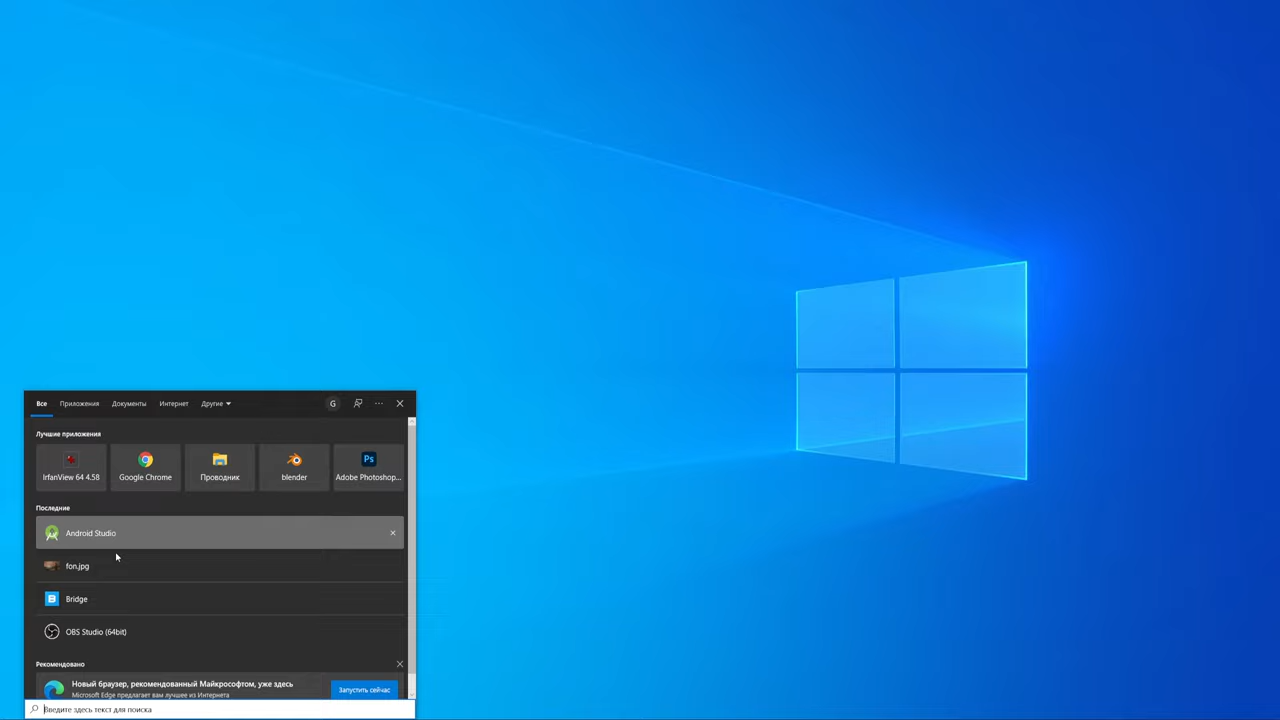 Все Приложения Документы Интернет Другие G
Лучшие приложения
IrfanView 64 4.58 Google Chrome Проводник blender Adobe Photoshop...
Последние
Android Studio
fon.jpg
Bridge
OBS Studio (64bit)
Рекомендовано
Новый браузер, рекомендованный Майкрософтом, уже здесь
Microsoft Edge предлагает вам лучшее из Интернета
Запустить сейчас
Введите здесь текст для поиска